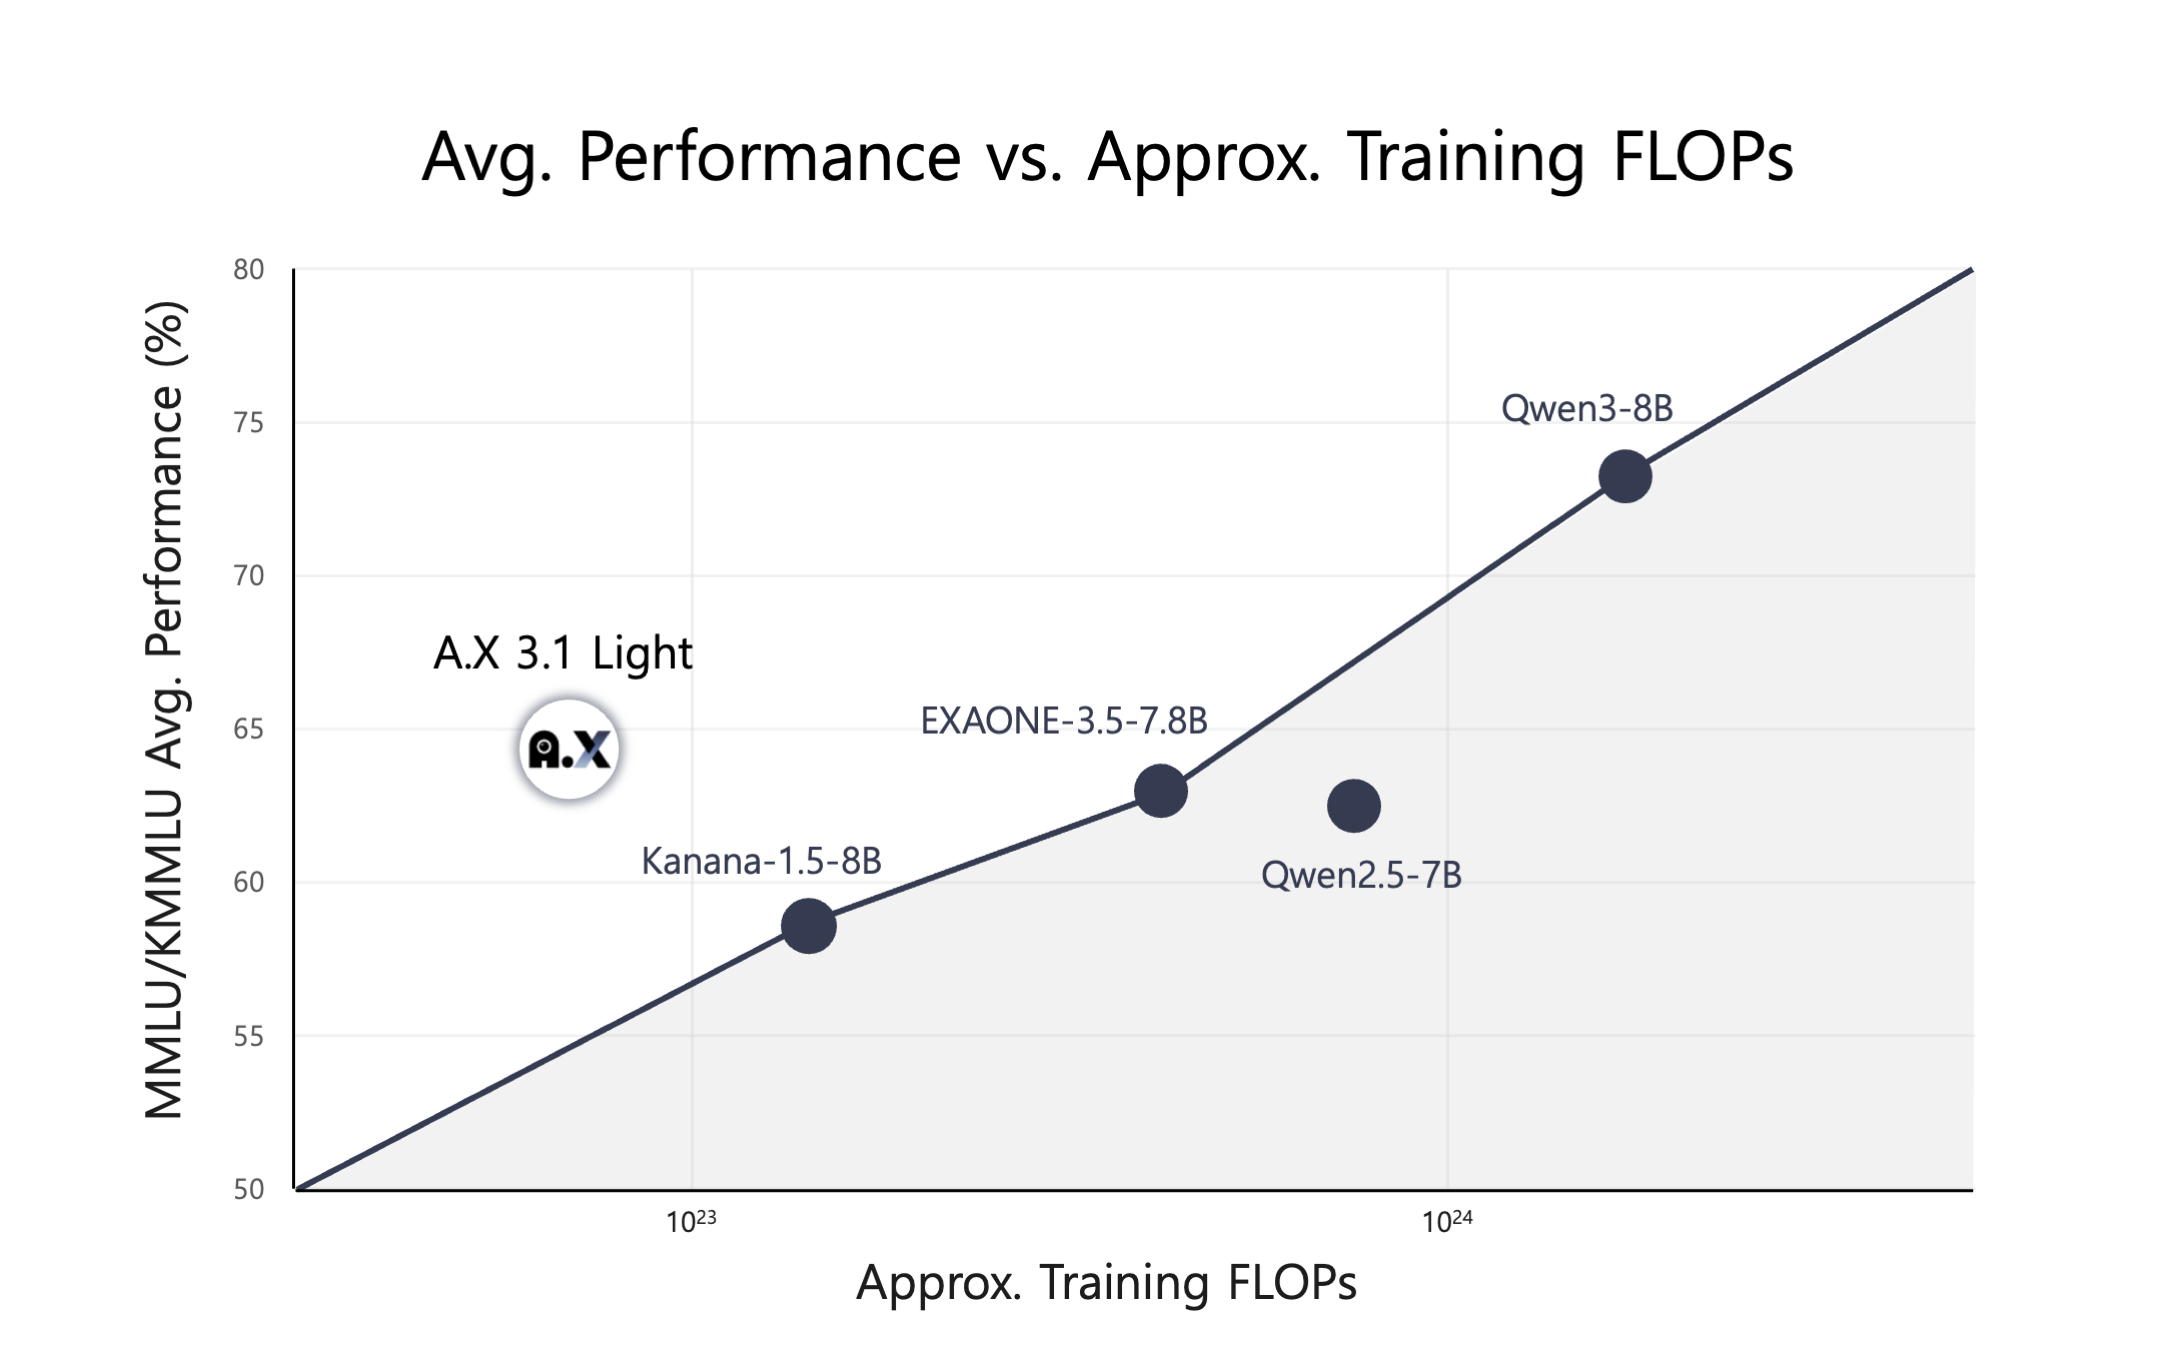 Avg. Performance vs. Approx. Training FLOPs
MMLU/KMMLU Avg. Performance (%)
80
75
70
65
60
55
50
Qwen3-8B
A.X 3.1 Light
A.X
EXAONE-3.5-7.8B
Kanana-1.5-8B
Qwen2.5-7B
10²³
10²⁴
Approx. Training FLOPs